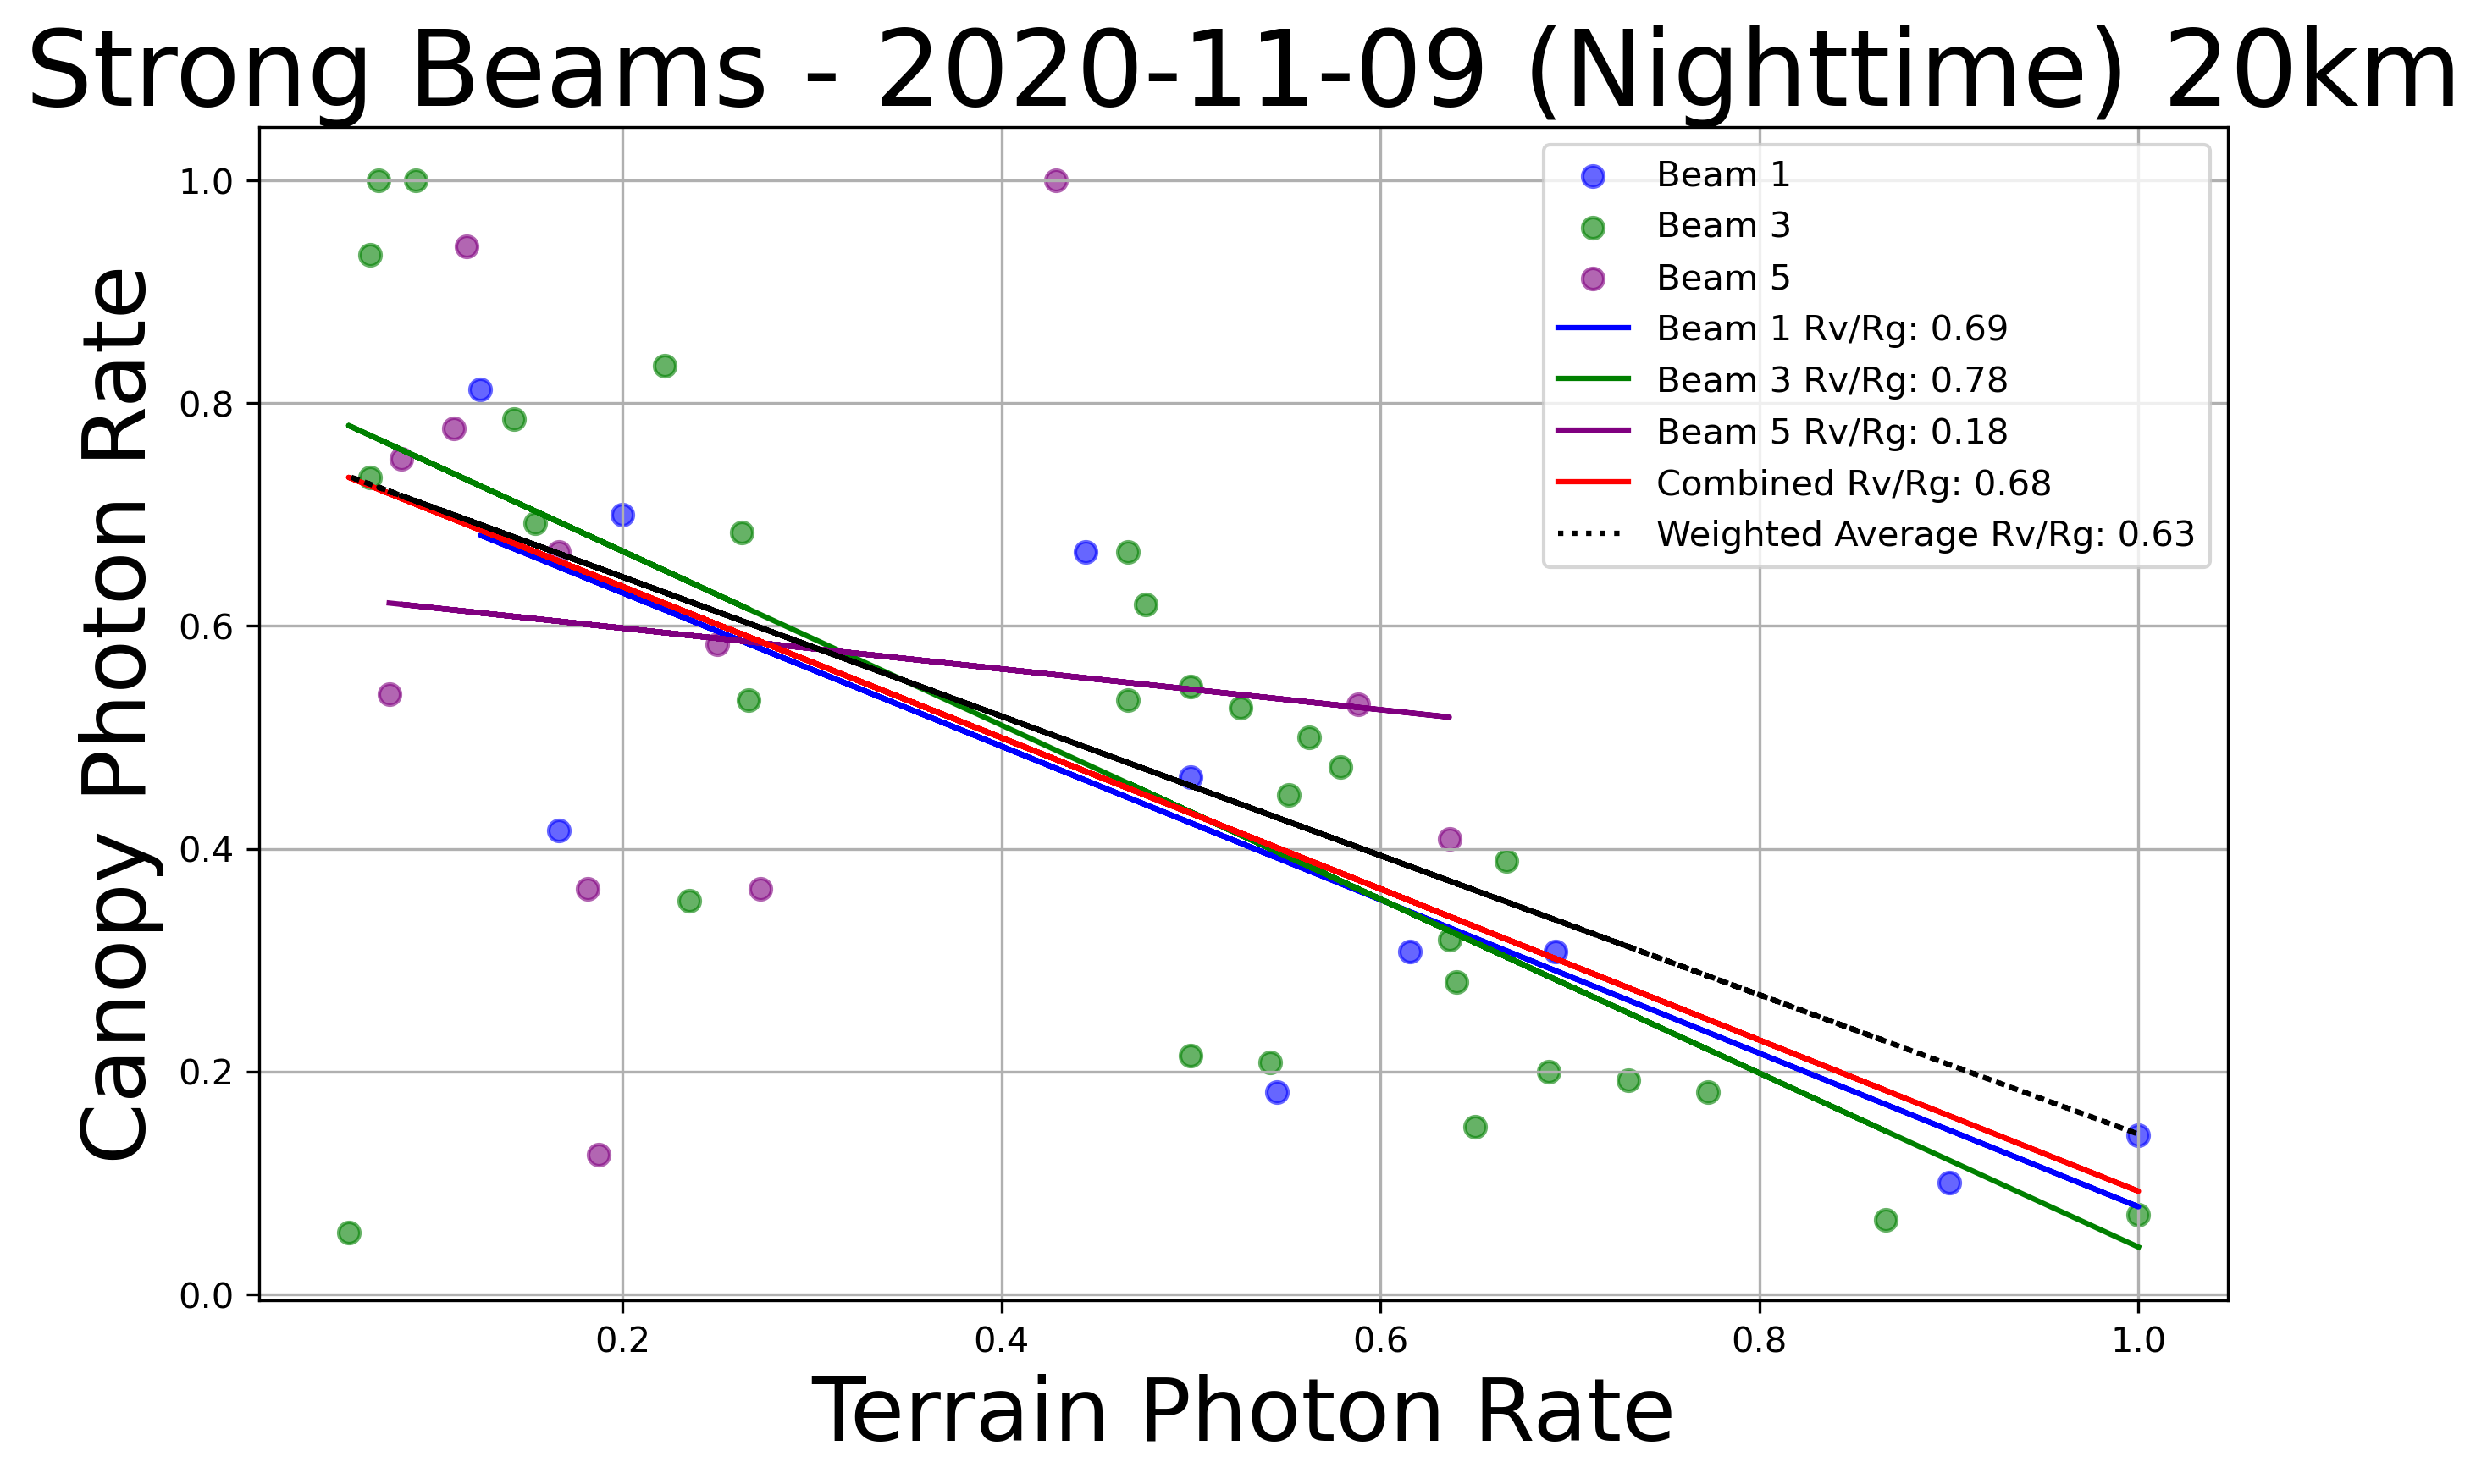 Strong Beams - 2020-11-09 (Nighttime) 20km
Canopy Photon Rate
1.0
0.8
0.6
0.4
0.2
0.0
Beam 1
Beam 3
Beam 5
Beam 1 Rv/Rg: 0.69
Beam 3 Rv/Rg: 0.78
Beam 5 Rv/Rg: 0.18
Combined Rv/Rg: 0.68
Weighted Average Rv/Rg: 0.63
0.2 0.4 0.6 0.8 1.0
Terrain Photon Rate